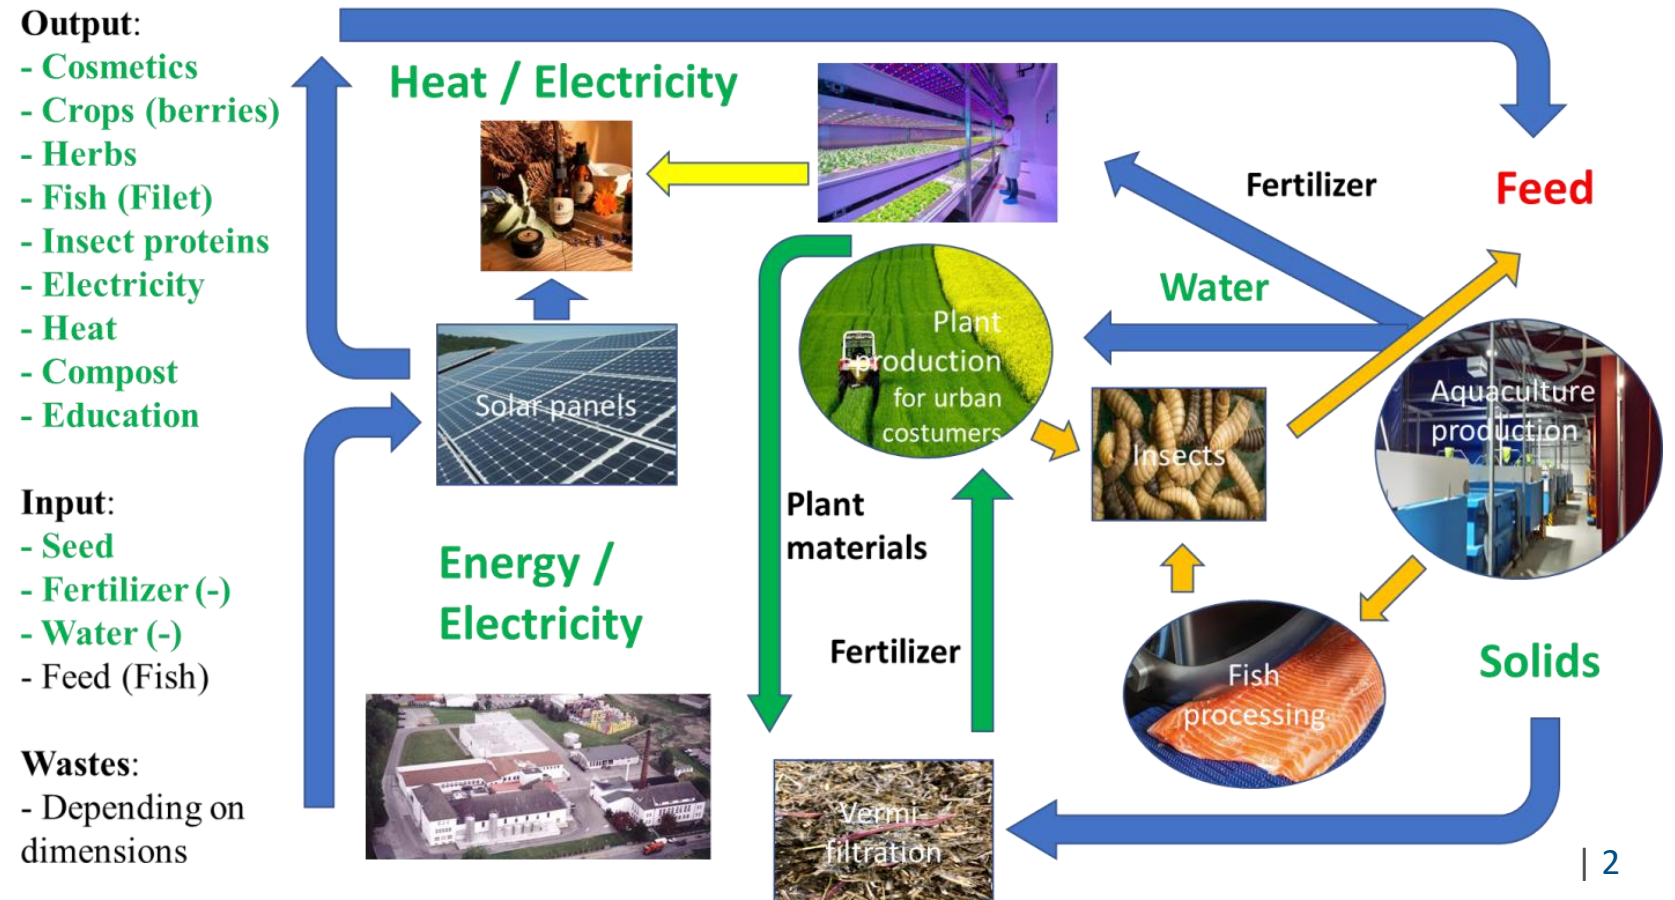 Output:
- Cosmetics
- Crops (berries)
- Herbs
- Fish (Filet)
- Insect proteins
- Electricity
- Heat
- Compost
- Education
Input:
- Seed
- Fertilizer (-)
- Water (-)
- Feed (Fish)
Wastes:
- Depending on
dimensions
Heat / Electricity
Solar panels
Energy /
Electricity
Plant
production
for urban
costumers
Plant
materials
Fertilizer
Vermi
filtration
Fertilizer
Feed
Water
Insects
Aquaculture
production
Fish
processing
Solids
| 2